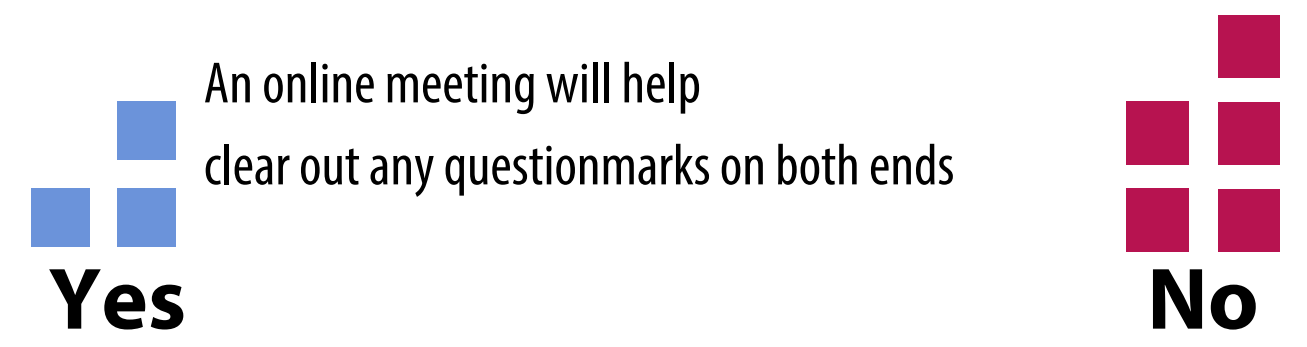 An online meeting will help
clear out any questionmarks on both ends
Yes
No